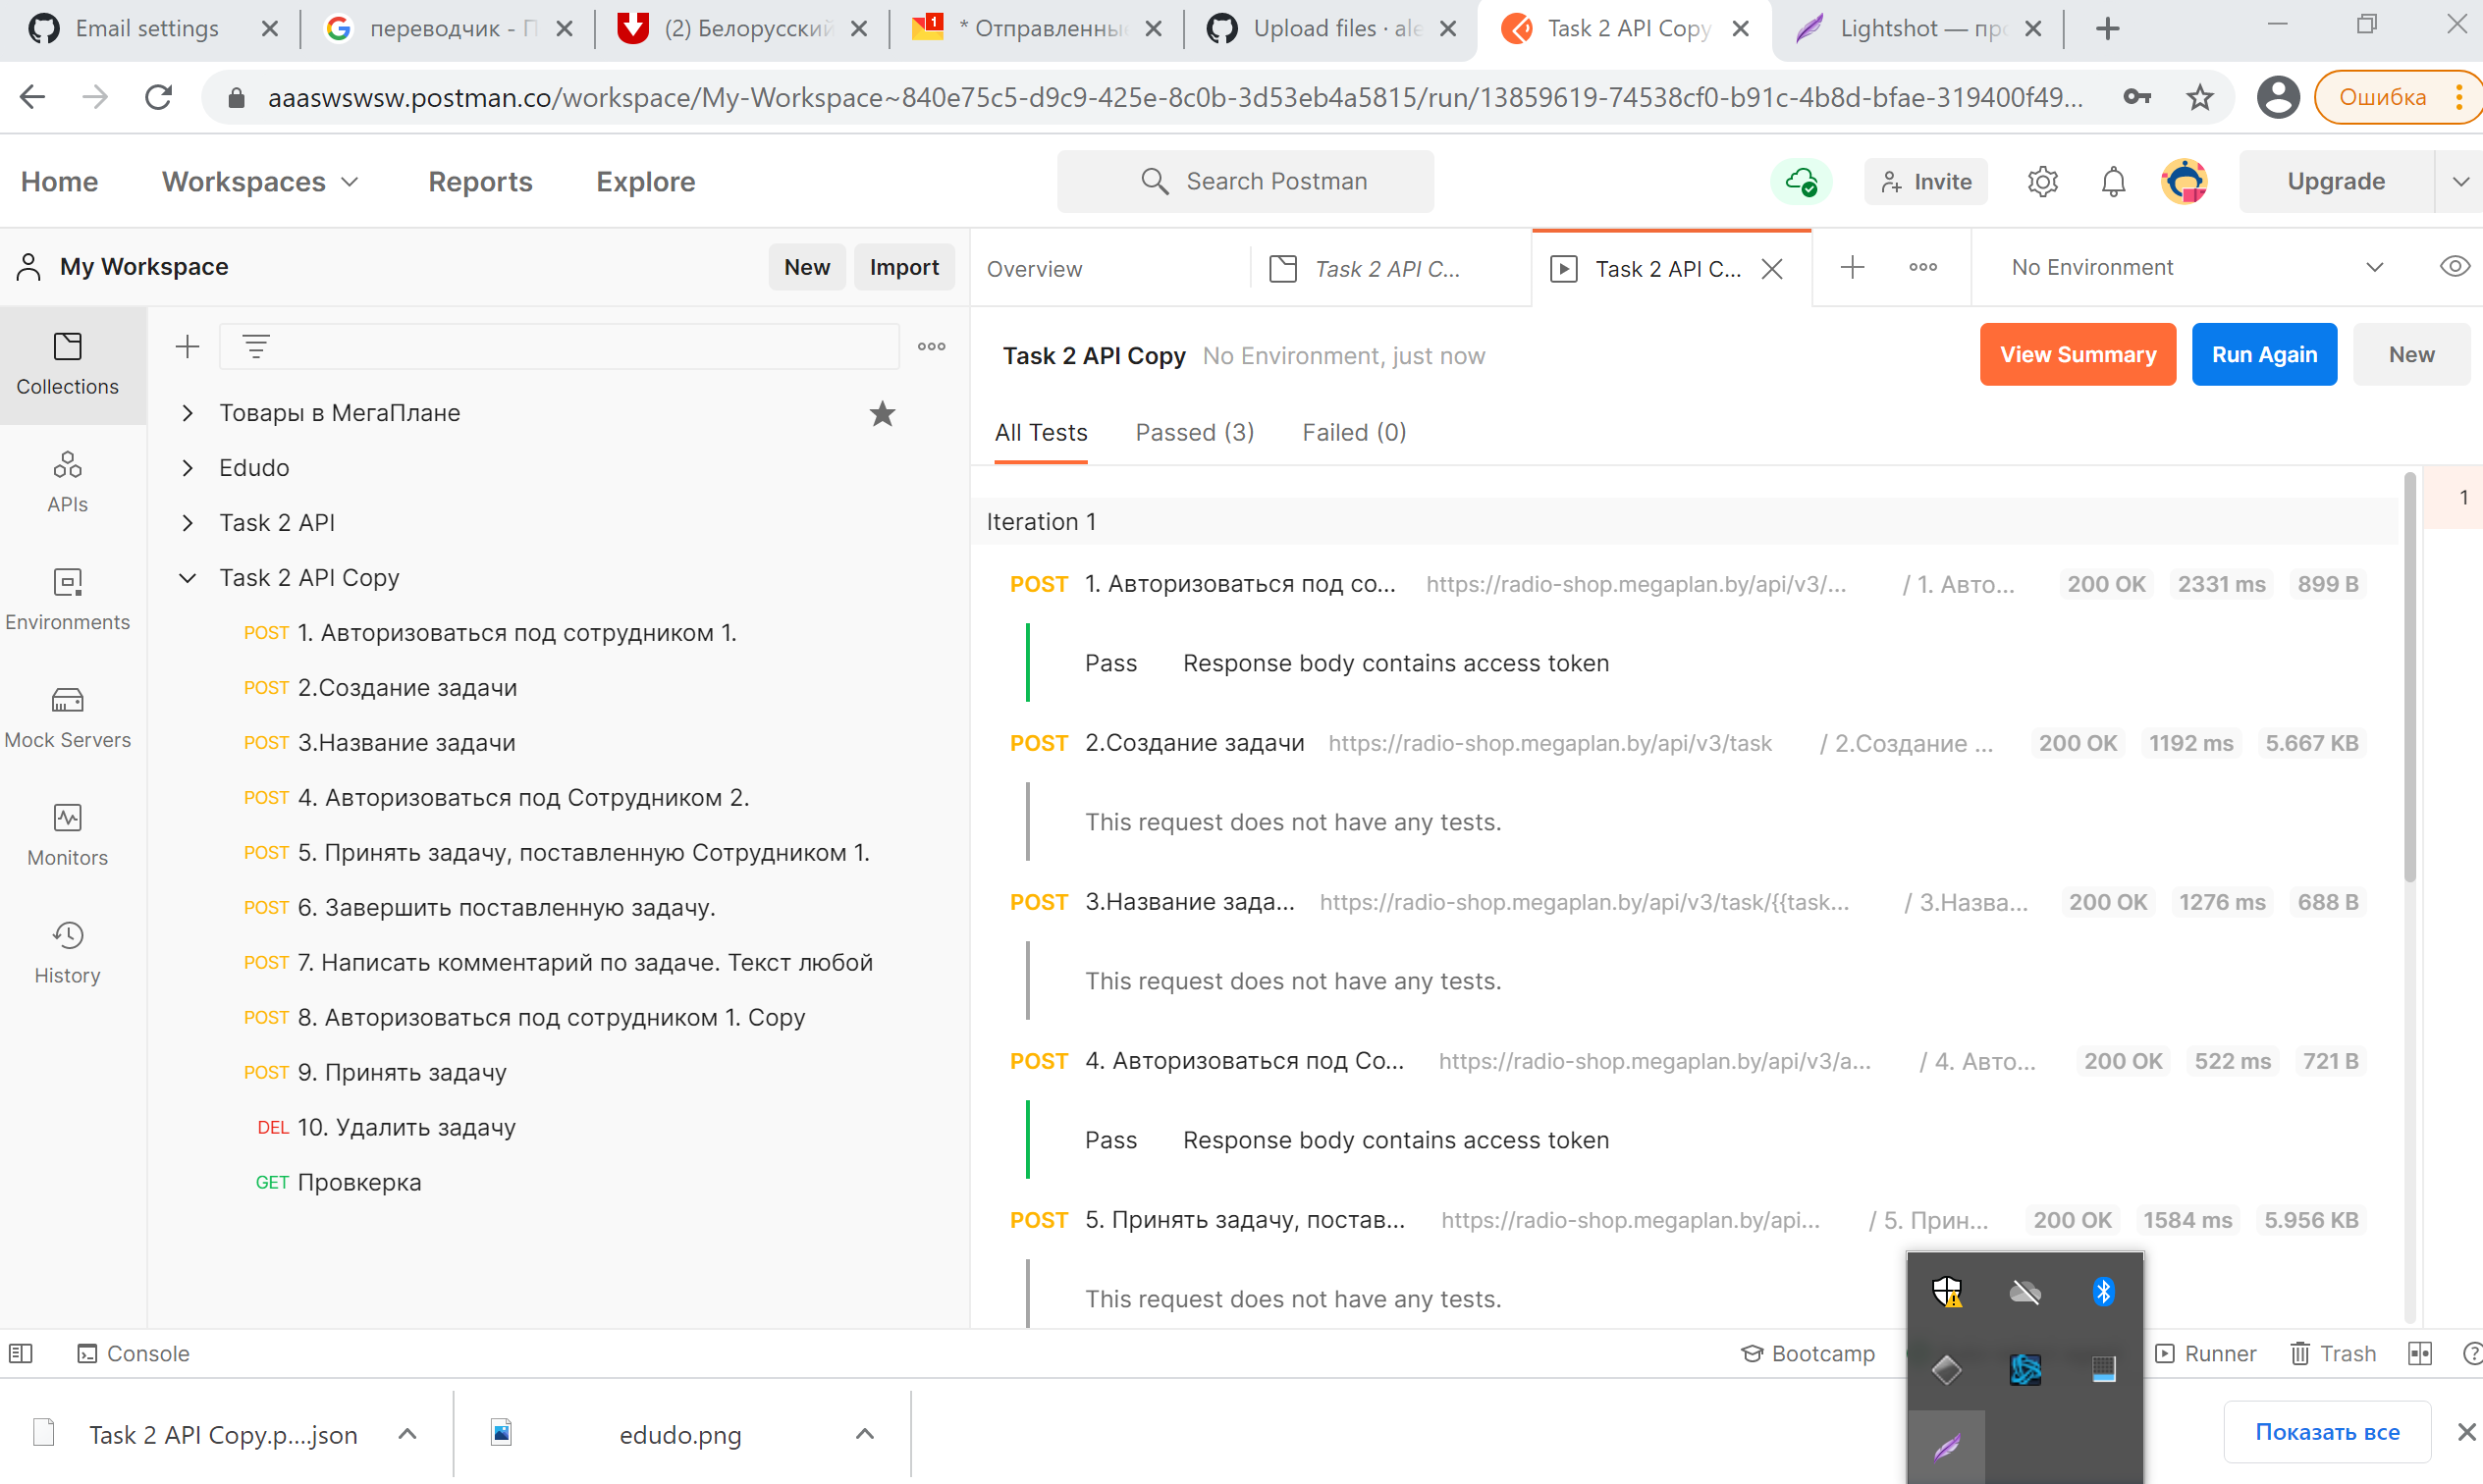 Email settings
переводчик - П
(2) Белорусский
* Отправленные
Upload files · ale
Task 2 API Copy
Lightshot — про
aaaswswsw.postman.co/workspace/My-Workspace~840e75c5-d9c9-425e-8c0b-3d53eb4a5815/run/13859619-74538cf0-b91c-4b8d-bfae-319400f49...
Ошибка
Home Workspaces Reports Explore
Search Postman
Invite
Upgrade
My Workspace
New Import
Overview
Task 2 API C...
Task 2 API C...
No Environment
Collections
APIs
Environments
Mock Servers
Monitors
History
Товары в МегаПлане
Edudo
Task 2 API
Task 2 API Copy
POST 1. Авторизоваться под сотрудником 1.
POST 2.Создание задачи
POST 3.Название задачи
POST 4. Авторизоваться под Сотрудником 2.
POST 5. Принять задачу, поставленную Сотрудником 1.
POST 6. Завершить поставленную задачу.
POST 7. Написать комментарий по задаче. Текст любой
POST 8. Авторизоваться под сотрудником 1. Copy
POST 9. Принять задачу
DEL 10. Удалить задачу
GET Провкерка
Task 2 API Copy No Environment, just now
View Summary Run Again New
All Tests Passed (3) Failed (0)
1
Iteration 1
POST 1. Авторизоваться под со... https://radio-shop.megaplan.by/api/v3/... / 1. Авто... 200 OK 2331 ms 899 B
Pass Response body contains access token
POST 2.Создание задачи https://radio-shop.megaplan.by/api/v3/task / 2.Создание ... 200 OK 1192 ms 5.667 KB
This request does not have any tests.
POST 3.Название зада... https://radio-shop.megaplan.by/api/v3/task/{{task... / 3.Назва... 200 OK 1276 ms 688 B
This request does not have any tests.
POST 4. Авторизоваться под Со... https://radio-shop.megaplan.by/api/v3/a... / 4. Авто... 200 OK 522 ms 721 B
Pass Response body contains access token
POST 5. Принять задачу, постав... https://radio-shop.megaplan.by/api... / 5. Прин... 200 OK 1584 ms 5.956 KB
This request does not have any tests.
Console
Bootcamp
Runner
Trash
Task 2 API Copy.p....json
edudo.png
Показать все